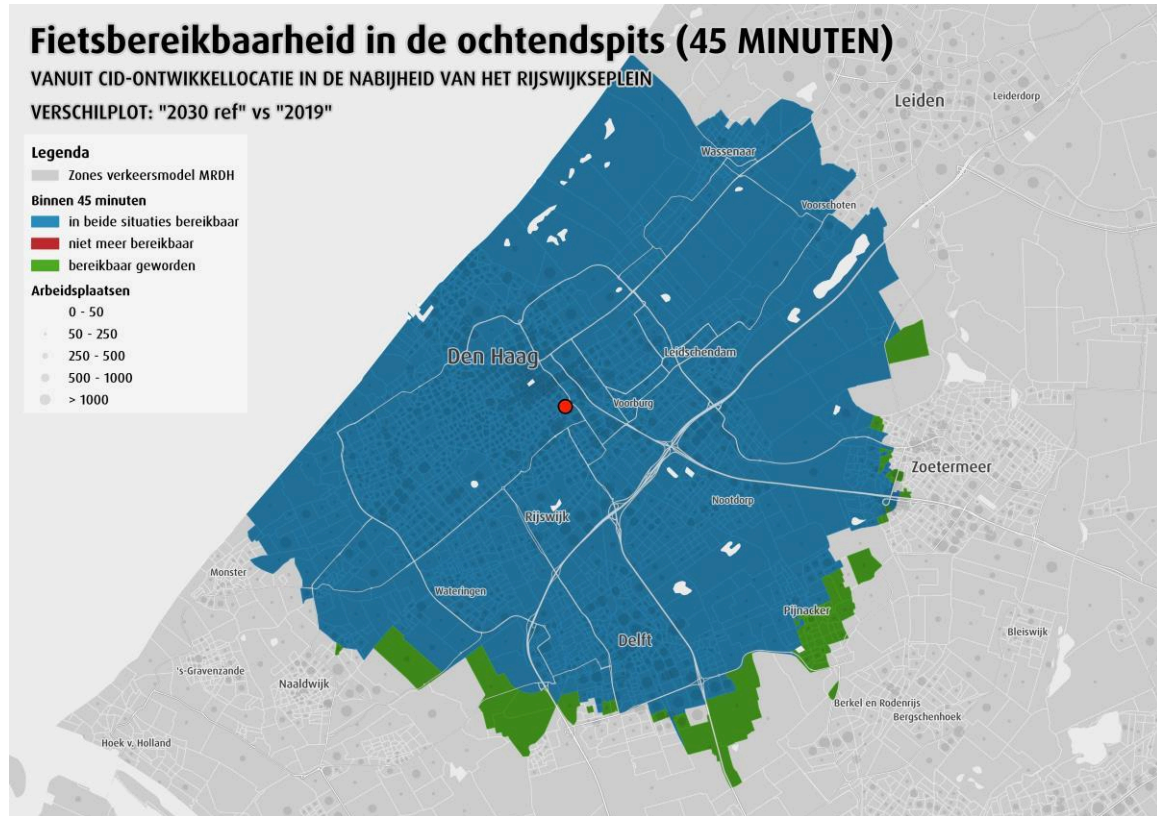 Fietsbereikbaarheid in de ochtendspits (45 MINUTEN)
VANUIT CID-ONTWIKKELLOCATIE IN DE NABIJHEID VAN HET RIJSWIJKSEPLEIN
VERSCHILPLOT: "2030 ref" vs "2019"
Legenda
Zones verkeersmodel MRDH
Binnen 45 minuten
in beide situaties bereikbaar
niet meer bereikbaar
bereikbaar geworden
Arbeidsplaatsen
0 - 50
50 - 250
250 - 500
500 - 1000
> 1000
Leiden
Leiderdorp
Wassenaar
Voorschoten
Den Haag
Leidschendam
Voorburg
Zoetermeer
Nootdorp
Rijswijk
Monster
Wateringen
Pijnacker
Delft
Bleiswijk
's-Gravenzande
Naaldwijk
Berkel en Rodenrijs
Bergschenhoek
Hoek v. Holland